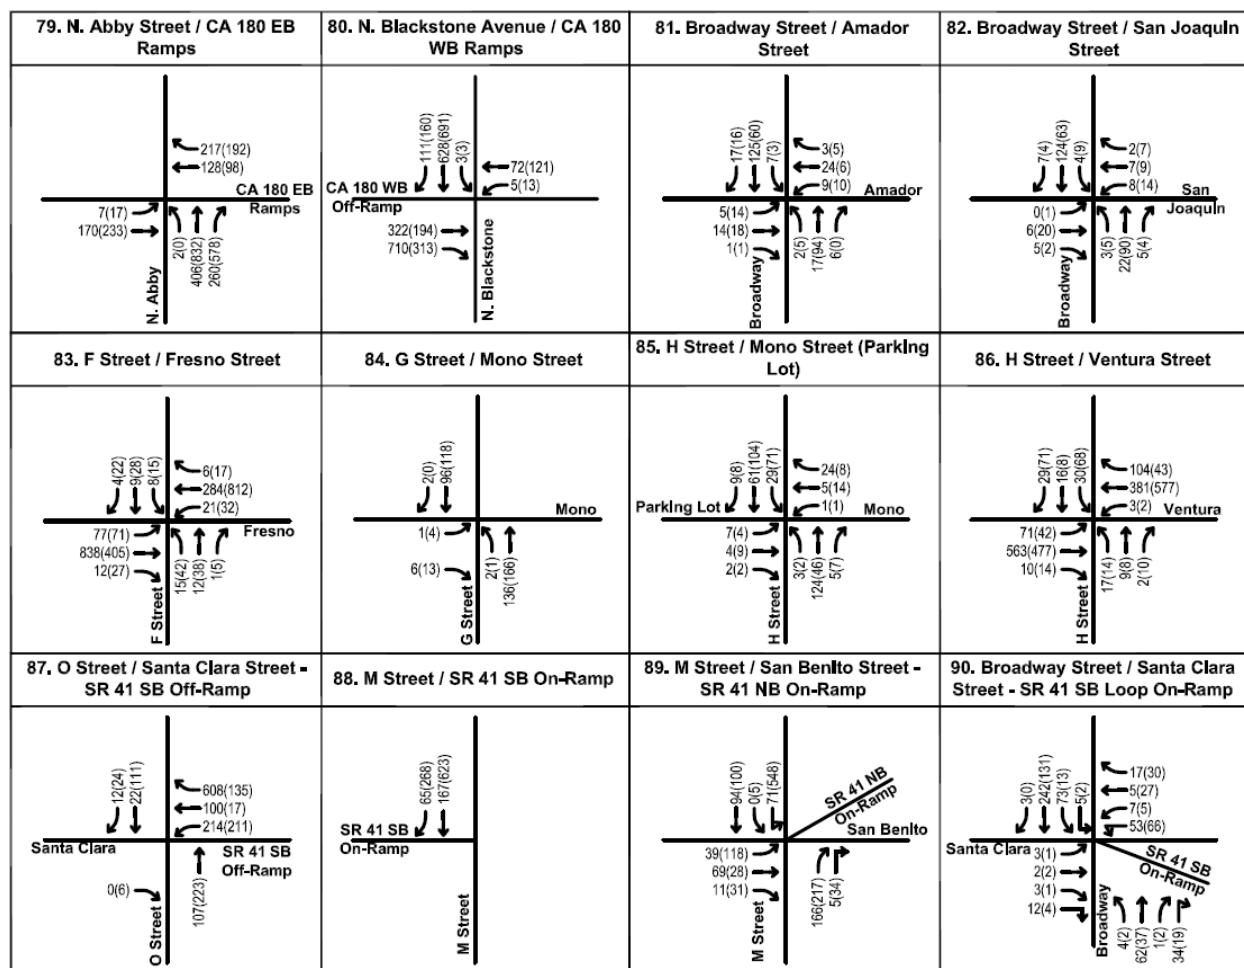 79. N. Abby Street / CA 180 EB
Ramps
217(192)
128(98)
CA 180 EB
Ramps
7(17)
170(233)
2(0)
406(832)
260(578)
N. Abby
80. N. Blackstone Avenue / CA 180
WB Ramps
111(160)
628(691)
3(3)
72(121)
5(13)
CA 180 WB
Off-Ramp
322(194)
710(313)
N. Blackstone
81. Broadway Street / Amador
Street
17(16)
125(60)
7(3)
3(5)
24(6)
9(10)
Amador
5(14)
14(18)
1(1)
2(5)
17(94)
6(0)
Broadway
82. Broadway Street / San Joaquin
Street
7(4)
124(63)
4(9)
2(7)
7(9)
8(14)
San
Joaquin
0(1)
6(20)
5(2)
3(5)
22(90)
5(4)
Broadway
83. F Street / Fresno Street
4(22)
9(28)
8(15)
6(17)
284(812)
21(32)
Fresno
77(71)
838(405)
12(27)
15(42)
12(38)
1(5)
F Street
84. G Street / Mono Street
2(0)
96(118)
Mono
1(4)
6(13)
2(1)
136(166)
G Street
85. H Street / Mono Street (Parking
Lot)
9(8)
61(104)
29(71)
24(8)
5(14)
1(1)
Parking Lot
Mono
7(4)
4(9)
2(2)
3(2)
124(46)
5(7)
H Street
86. H Street / Ventura Street
29(71)
16(8)
30(68)
104(43)
381(577)
3(2)
Ventura
71(42)
563(477)
10(14)
17(14)
9(8)
2(10)
H Street
87. O Street / Santa Clara Street -
SR 41 SB Off-Ramp
12(24)
22(111)
608(135)
100(17)
214(211)
Santa Clara
SR 41 SB
Off-Ramp
0(6)
107(223)
O Street
88. M Street / SR 41 SB On-Ramp
65(268)
167(623)
SR 41 SB
On-Ramp
M Street
89. M Street / San Benito Street -
SR 41 NB On-Ramp
94(100)
0(5)
71(548)
SR 41 NB
On-Ramp
San Benito
39(118)
69(28)
11(31)
166(217)
5(34)
M Street
90. Broadway Street / Santa Clara
Street - SR 41 SB Loop On-Ramp
3(0)
242(131)
73(13)
5(2)
17(30)
5(27)
7(5)
53(66)
Santa Clara
SR 41 SB
On-Ramp
3(1)
2(2)
3(1)
12(4)
4(2)
62(37)
1(2)
34(19)
Broadway